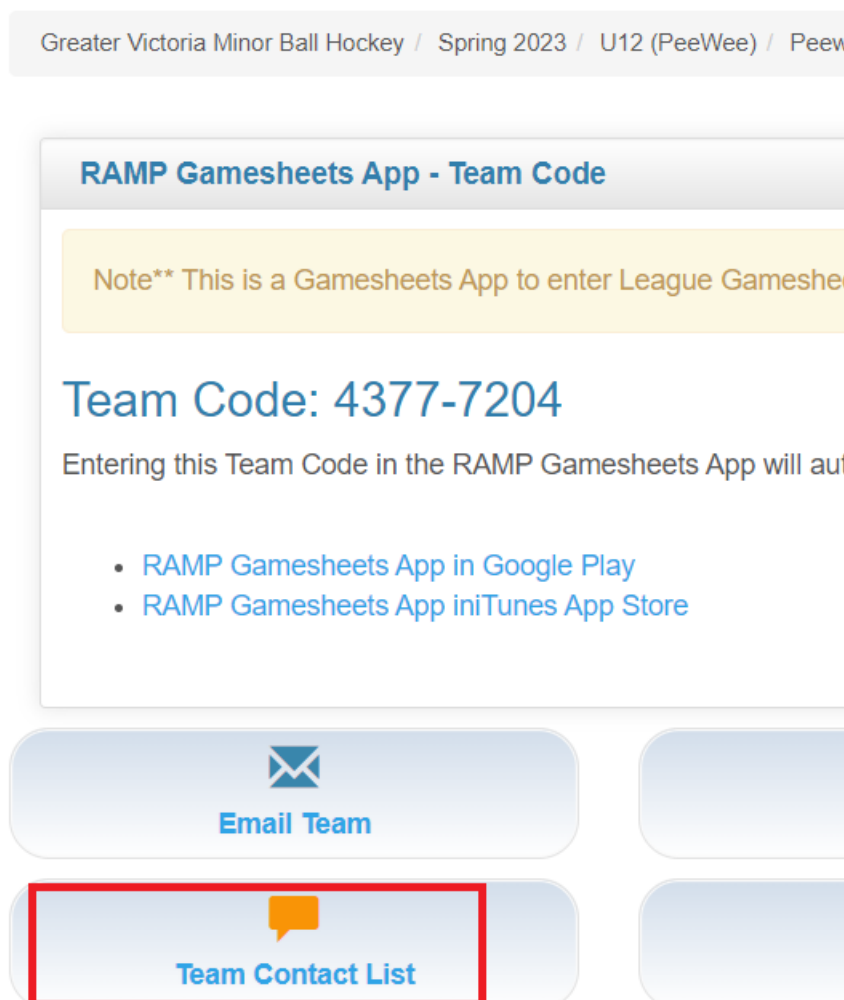 Greater Victoria Minor Ball Hockey / Spring 2023 / U12 (PeeWee) /
RAMP Gamesheets App - Team Code
Note** This is a Gamesheets App to enter League
Team Code: 4377-7204
Entering this Team Code in the RAMP Gamesheets App will
RAMP Gamesheets App in Google Play
RAMP Gamesheets App iniTunes App Store
Email Team
Team Contact List